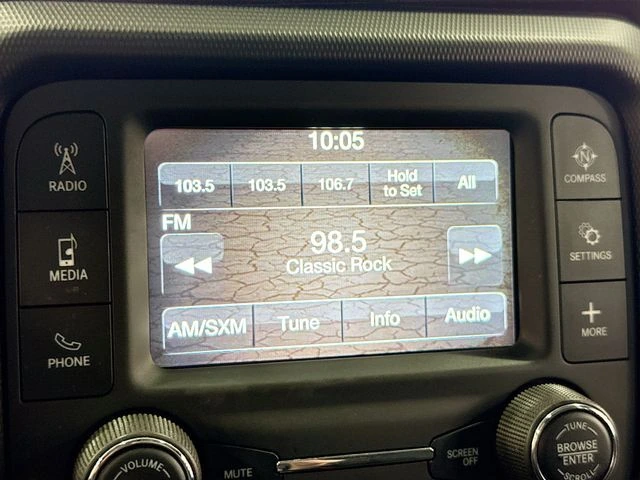 10:05
103.5 103.5 106.7 Hold to Set All
FM
98.5
Classic Rock
AM/SXM Tune Info Audio
RADIO
MEDIA
PHONE
N
COMPASS
SETTINGS
MORE
VOLUME
MUTE
SCREEN OFF
TUNE
BROWSE
ENTER
SCROLL